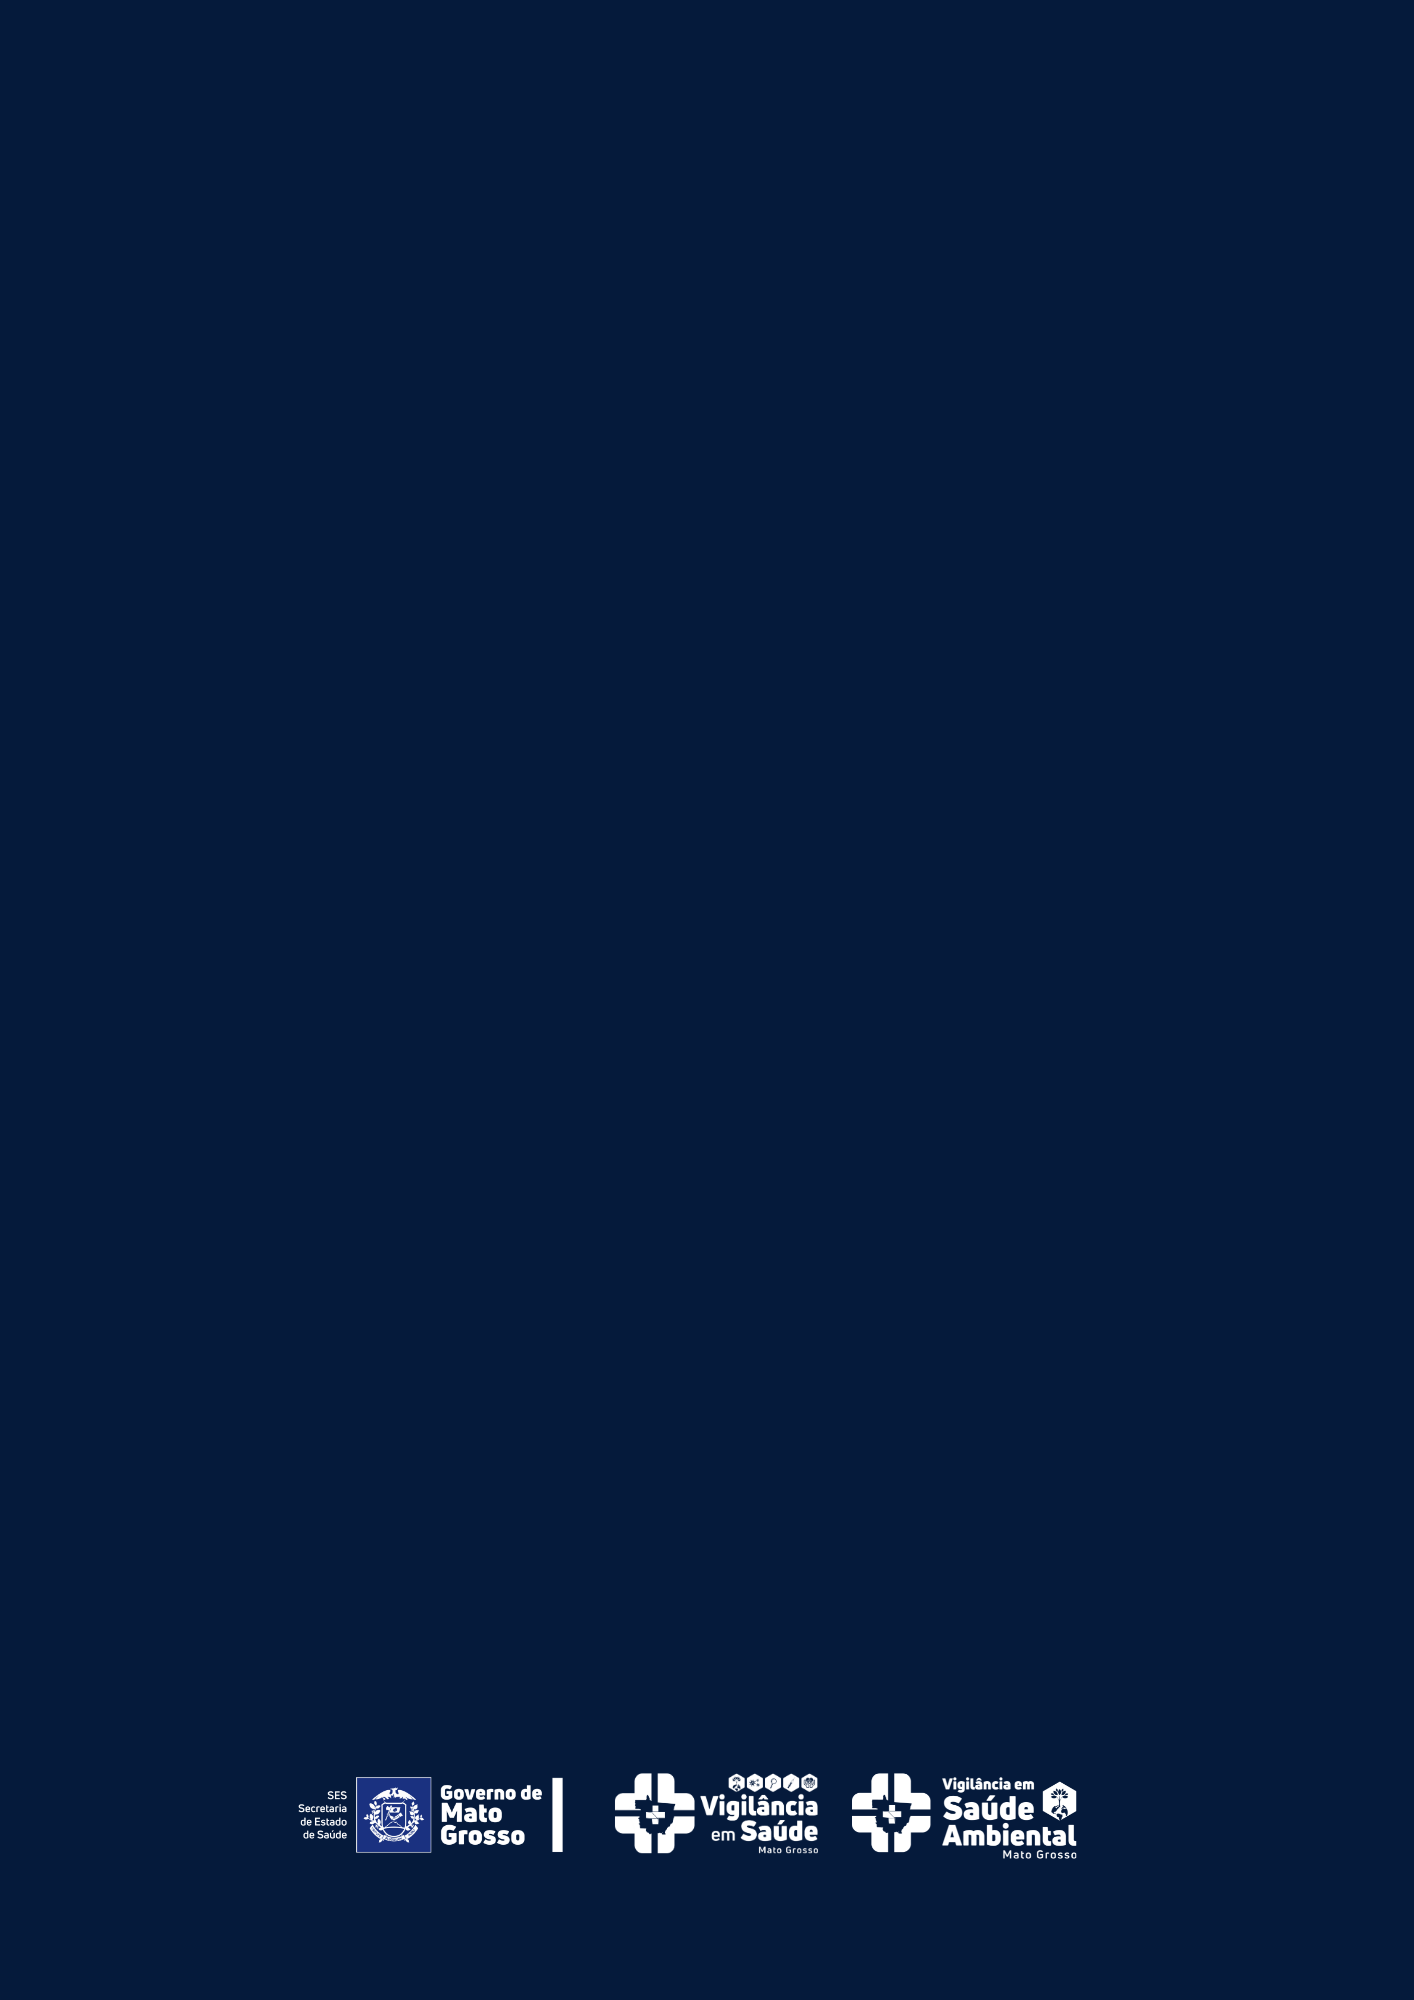 SES
Secretaria
de Estado
de Saúde
Governo de
Mato
Grosso
Vigilância
em Saúde
Mato Grosso
Vigilância em
Saúde
Ambiental
Mato Grosso